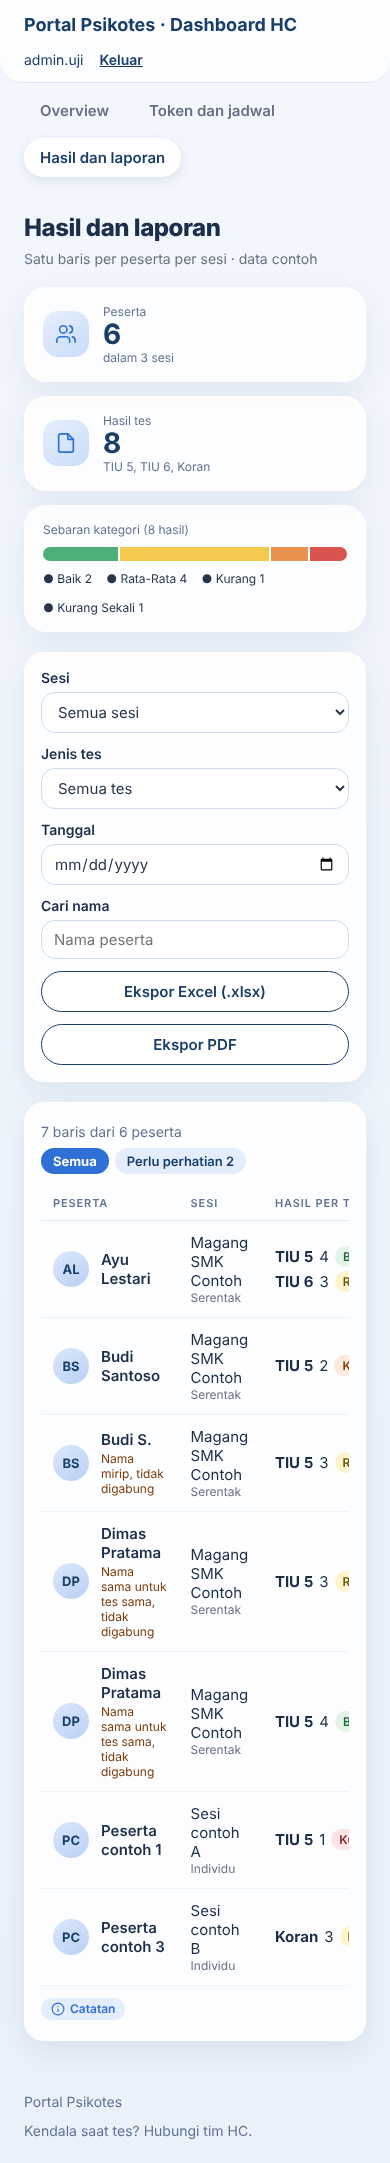 Portal Psikotes · Dashboard HC
admin.uji Keluar
Overview Token dan jadwal
Hasil dan laporan
Hasil dan laporan
Satu baris per peserta per sesi · data contoh
Peserta
6
dalam 3 sesi
Hasil tes
8
TIU 5, TIU 6, Koran
Sebaran kategori (8 hasil)
● Baik 2 ● Rata-Rata 4 ● Kurang 1
● Kurang Sekali 1
Sesi
Semua sesi
Jenis tes
Semua tes
Tanggal
mm/dd/yyyy
Cari nama
Nama peserta
Ekspor Excel (.xlsx)
Ekspor PDF
7 baris dari 6 peserta
Semua Perlu perhatian 2
PESERTA SESI HASIL PER T
AL
Ayu
Lestari
Magang
SMK
Contoh
Serentak
TIU 5 4 B
TIU 6 3 R
BS
Budi
Santoso
Magang
SMK
Contoh
Serentak
TIU 5 2 K
BS
Budi S.
Nama
mirip, tidak
digabung
Magang
SMK
Contoh
Serentak
TIU 5 3 R
DP
Dimas
Pratama
Nama
sama untuk
tes sama,
tidak
digabung
Magang
SMK
Contoh
Serentak
TIU 5 3 R
DP
Dimas
Pratama
Nama
sama untuk
tes sama,
tidak
digabung
Magang
SMK
Contoh
Serentak
TIU 5 4 B
PC
Peserta
contoh 1
Sesi
contoh
A
Individu
TIU 5 1 Ku
PC
Peserta
contoh 3
Sesi
contoh
B
Individu
Koran 3
Catatan
Portal Psikotes
Kendala saat tes? Hubungi tim HC.